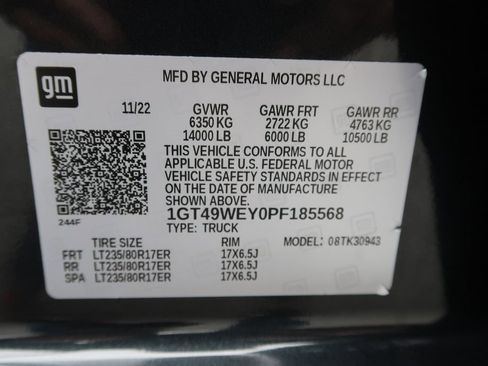 gm
MFD BY GENERAL MOTORS LLC
11/22 GVWR GAWR FRT GAWR RR
6350 KG 2722 KG 4763 KG
14000 LB 6000 LB 10500 LB
THIS VEHICLE CONFORMS TO ALL
APPLICABLE U.S. FEDERAL MOTOR
VEHICLE SAFETY STANDARDS IN EFFECT
ON THE DATE OF MANUFACTURE
SHOWN ABOVE.
1GT49WEY0PF185568
244F TYPE: TRUCK MODEL: 08TK30943
TIRE SIZE RIM
FRT LT235/80R17ER 17X6.5J
RR LT235/80R17ER 17X6.5J
SPA LT235/80R17ER 17X6.5J